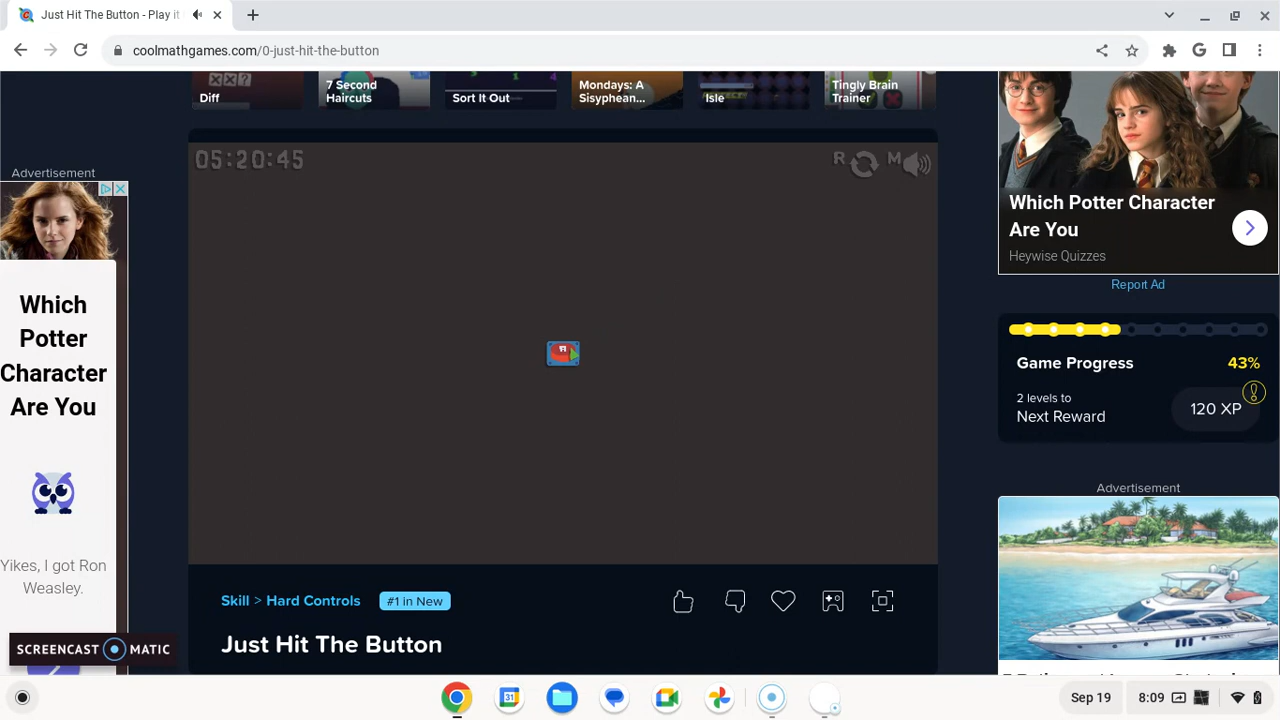 Just Hit The Button - Play it
coolmathgames.com/0-just-hit-the-button
Diff
7 Second
Haircuts
Sort It Out
Mondays: A
Sisyphean...
Isle
Tingly Brain
Trainer
05:20:45
R
M
Advertisement
Which
Potter
Character
Are You
Yikes, I got Ron
Weasley.
Which Potter Character
Are You
Heywise Quizzes
Report Ad
Game Progress
43%
2 levels to
Next Reward
120 XP
Advertisement
Skill > Hard Controls
#1 in New
Just Hit The Button
SCREENCAST MATIC
31
Sep 19
8:09